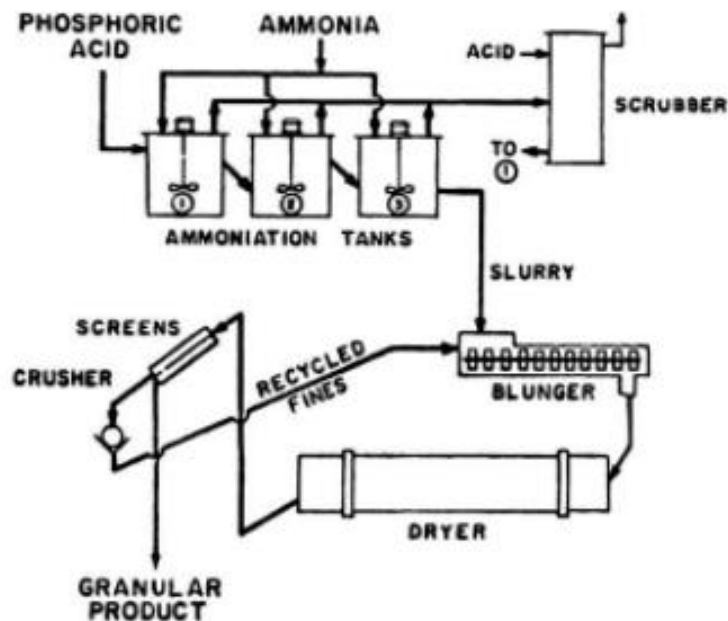 PHOSPHORIC
ACID
AMMONIA
ACID
SCRUBBER
TO
1
1
2
3
AMMONIATION TANKS
SLURRY
SCREENS
CRUSHER
RECYCLED
FINES
BLUNGER
DRYER
GRANULAR
PRODUCT